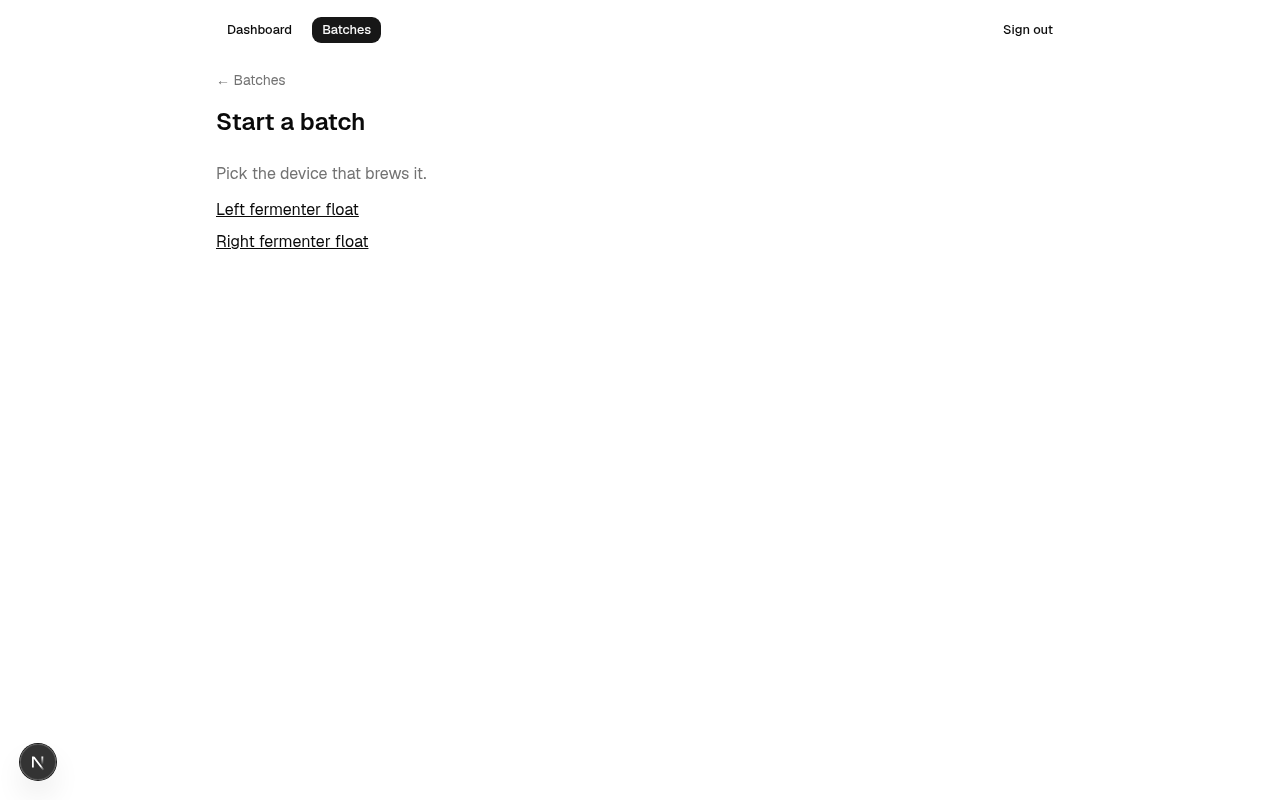 Dashboard Batches Sign out
← Batches
Start a batch
Pick the device that brews it.
Left fermenter float
Right fermenter float
N